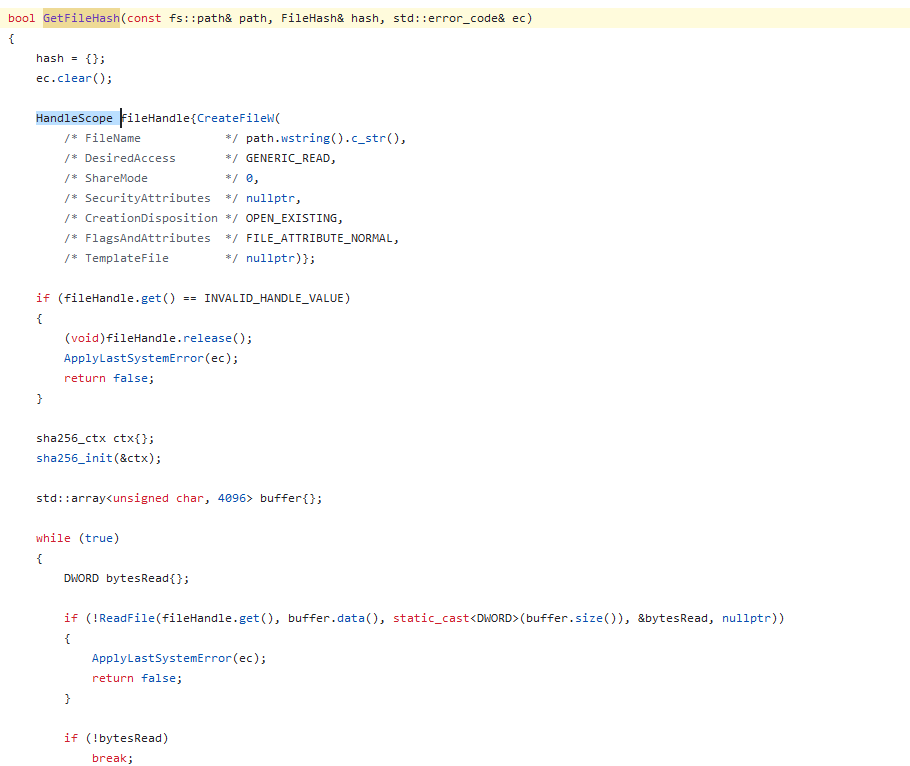 bool GetFileHash(const fs::path& path, FileHash& hash, std::error_code& ec)
{
    hash = {};
    ec.clear();

    HandleScope fileHandle{CreateFileW(
        /* FileName            */ path.wstring().c_str(),
        /* DesiredAccess       */ GENERIC_READ,
        /* ShareMode           */ 0,
        /* SecurityAttributes  */ nullptr,
        /* CreationDisposition */ OPEN_EXISTING,
        /* FlagsAndAttributes  */ FILE_ATTRIBUTE_NORMAL,
        /* TemplateFile        */ nullptr)};

    if (fileHandle.get() == INVALID_HANDLE_VALUE)
    {
        (void)fileHandle.release();
        ApplyLastSystemError(ec);
        return false;
    }

    sha256_ctx ctx{};
    sha256_init(&ctx);

    std::array<unsigned char, 4096> buffer{};

    while (true)
    {
        DWORD bytesRead{};

        if (!ReadFile(fileHandle.get(), buffer.data(), static_cast<DWORD>(buffer.size()), &bytesRead, nullptr))
        {
            ApplyLastSystemError(ec);
            return false;
        }

        if (!bytesRead)
            break;